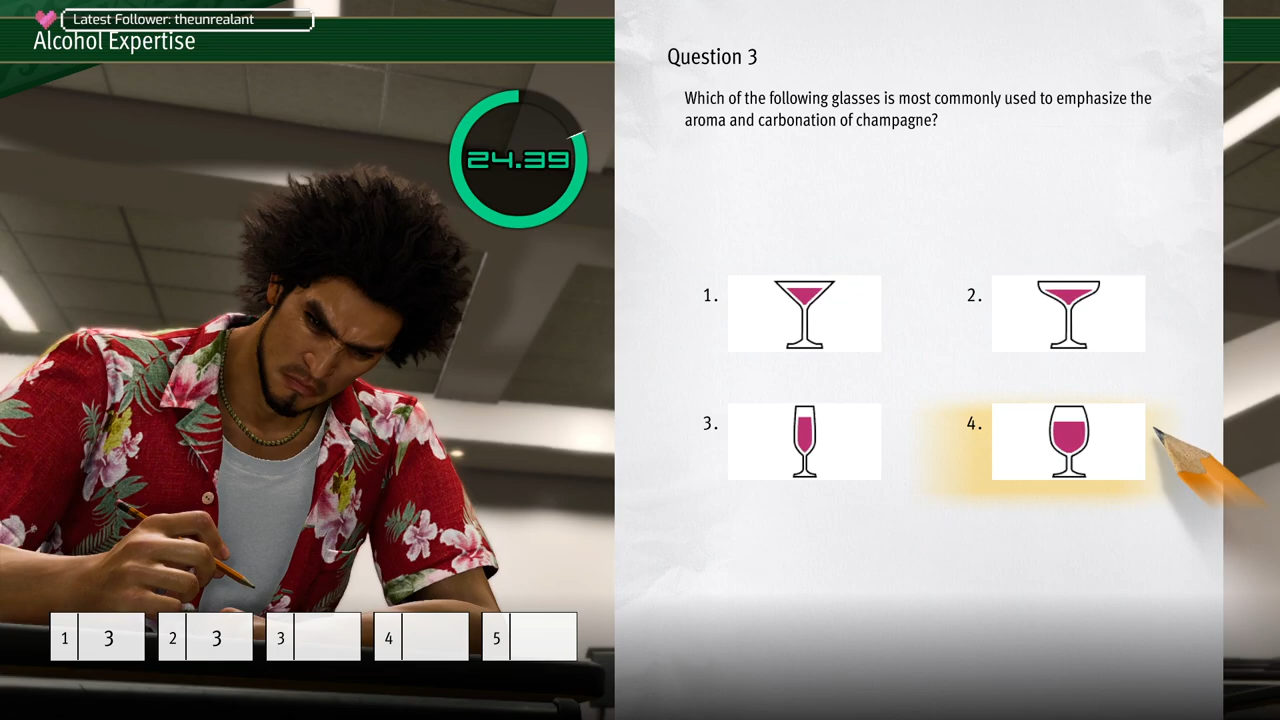 Latest Follower: theunrealant
Alcohol Expertise
24.39
Question 3
Which of the following glasses is most commonly used to emphasize the
aroma and carbonation of champagne?
1.
2.
3.
4.
1 3 2 3 3 4 5